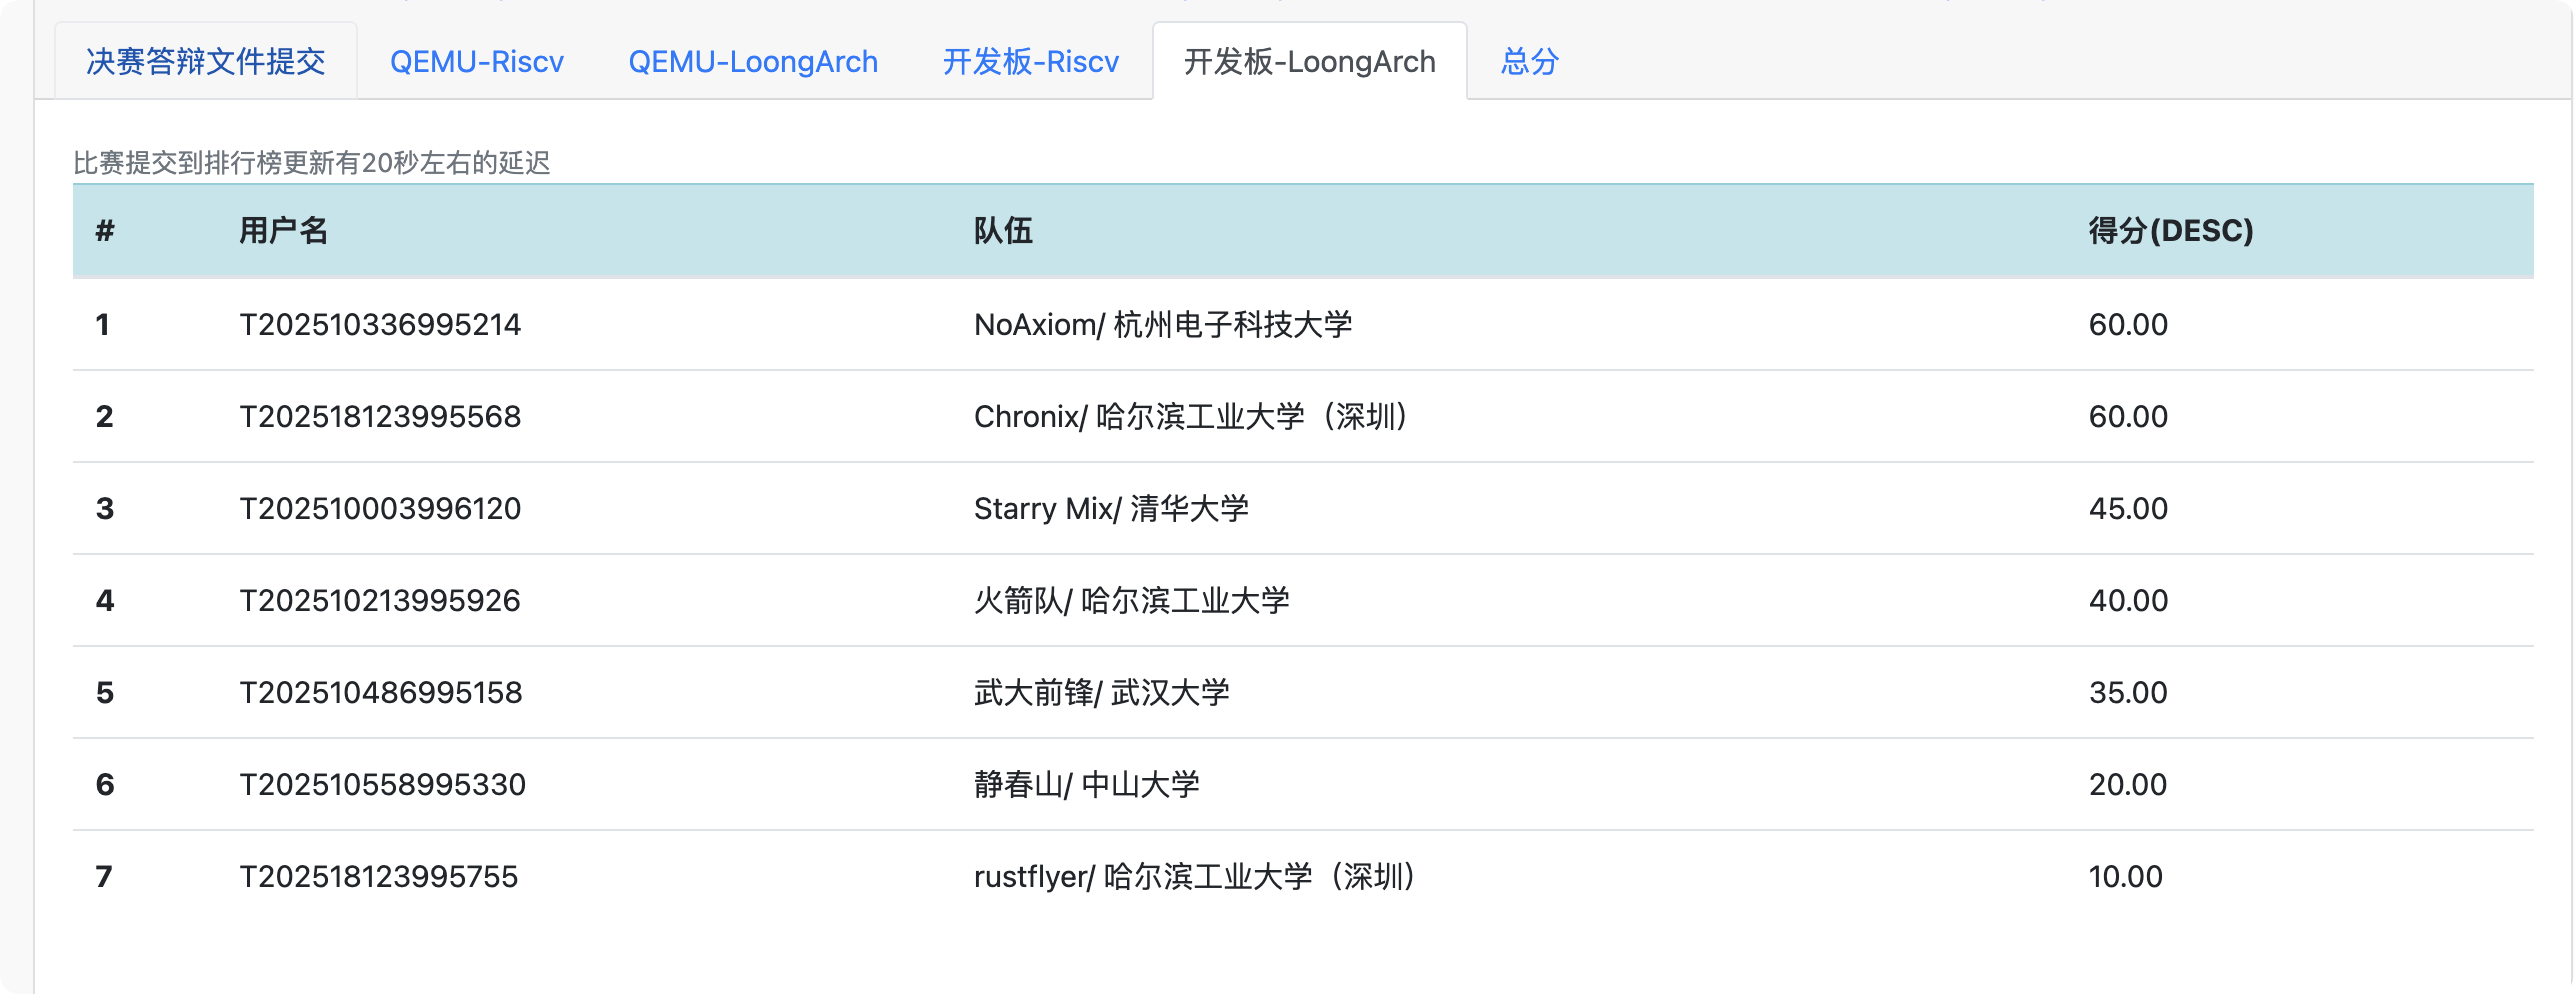 决赛答辩文件提交 QEMU-Riscv QEMU-LoongArch 开发板-Riscv 开发板-LoongArch 总分
比赛提交到排行榜更新有20秒左右的延迟
# 用户名 队伍 得分(DESC)
1 T202510336995214 NoAxiom/ 杭州电子科技大学 60.00
2 T202518123995568 Chronix/ 哈尔滨工业大学（深圳） 60.00
3 T202510003996120 Starry Mix/ 清华大学 45.00
4 T202510213995926 火箭队/ 哈尔滨工业大学 40.00
5 T202510486995158 武大前锋/ 武汉大学 35.00
6 T202510558995330 静春山/ 中山大学 20.00
7 T202518123995755 rustflyer/ 哈尔滨工业大学（深圳） 10.00